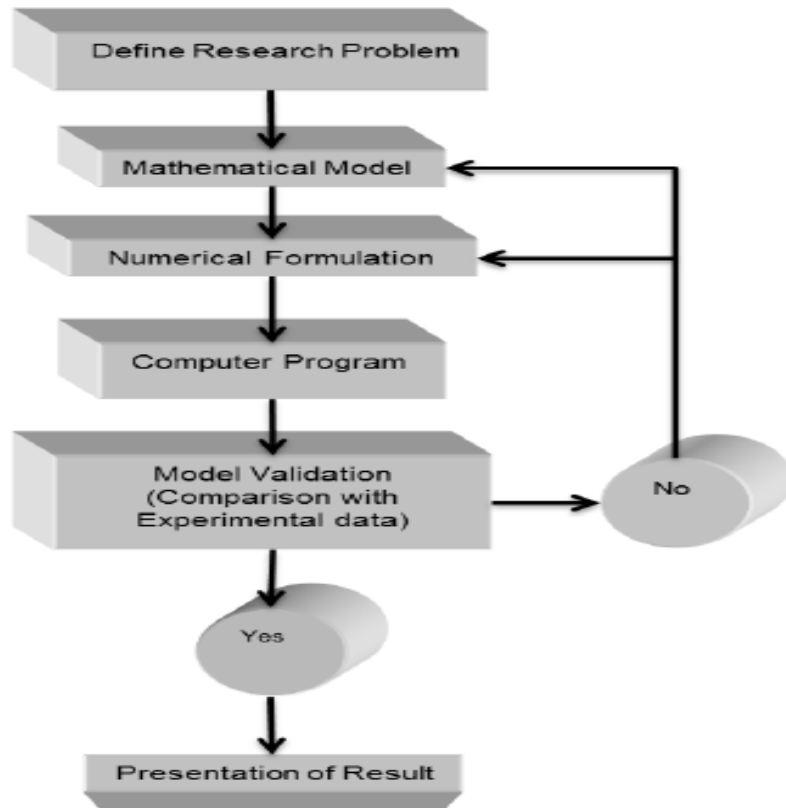 Define Research Problem
Mathematical Model
Numerical Formulation
Computer Program
Model Validation
(Comparison with
Experimental data)
No
Yes
Presentation of Result